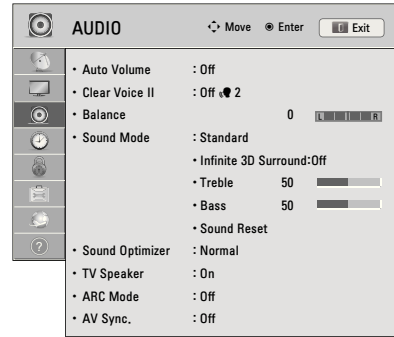 AUDIO Move Enter Exit
• Auto Volume : Off
• Clear Voice II : Off 2
• Balance 0 L R
• Sound Mode : Standard
• Infinite 3D Surround:Off
• Treble 50
• Bass 50
• Sound Reset
• Sound Optimizer : Normal
• TV Speaker : On
• ARC Mode : Off
• AV Sync. : Off
?